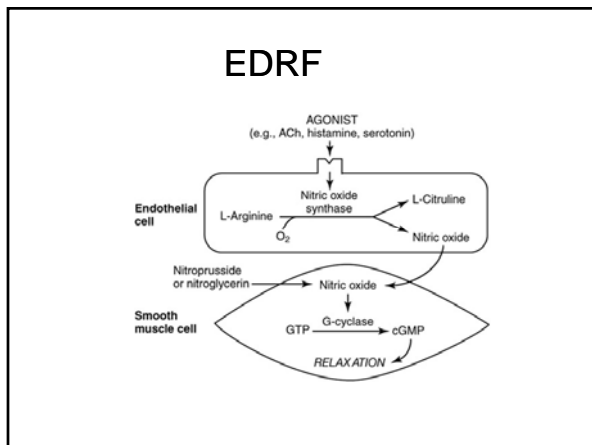 EDRF
AGONIST
(e.g., ACh, histamine, serotonin)
Endothelial
cell
Nitric oxide
synthase
L-Arginine
O₂
L-Citruline
Nitric oxide
Nitroprusside
or nitroglycerin
Nitric oxide
Smooth
muscle cell
G-cyclase
GTP
cGMP
RELAXATION